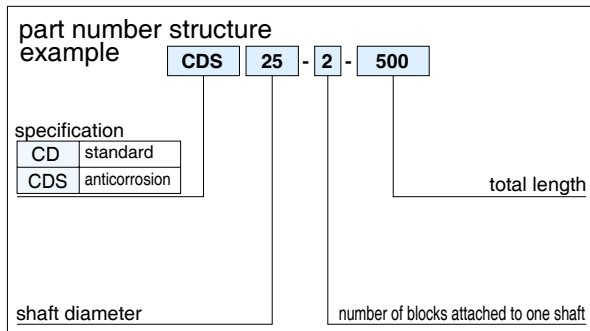 part number structure
example
CDS 25 - 2 - 500
specification
CD standard
CDS anticorrosion
total length
shaft diameter
number of blocks attached to one shaft